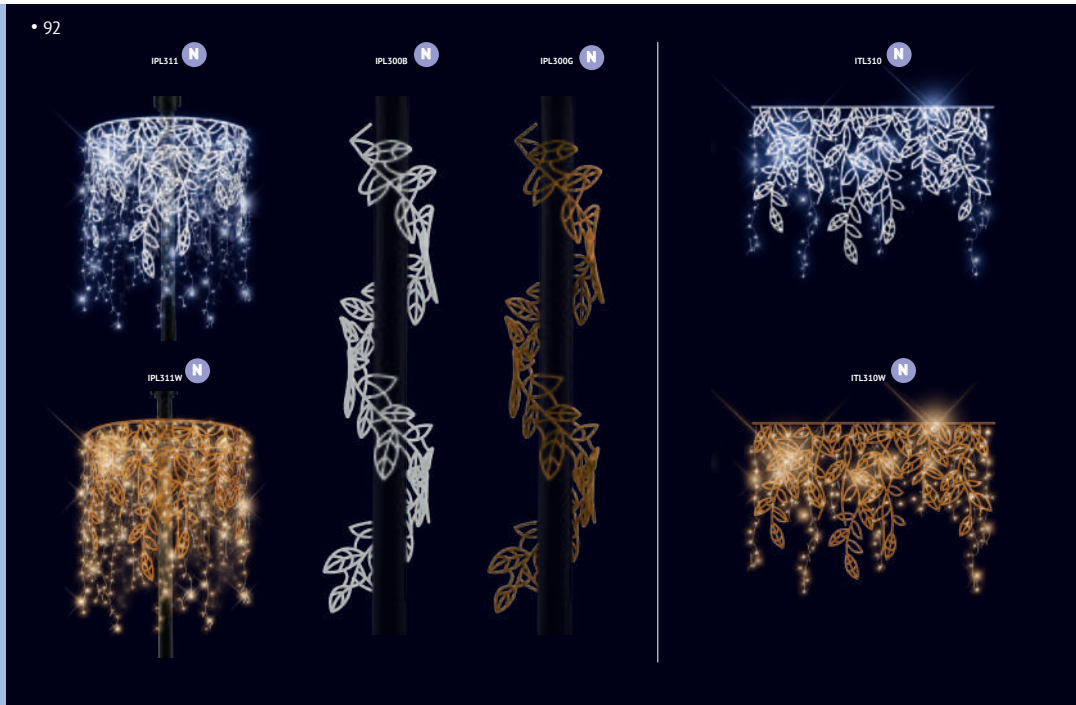 • 92
IPL311 N
IPL300B N
IPL300G N
ITL310 N
IPL311W N
ITL310W N